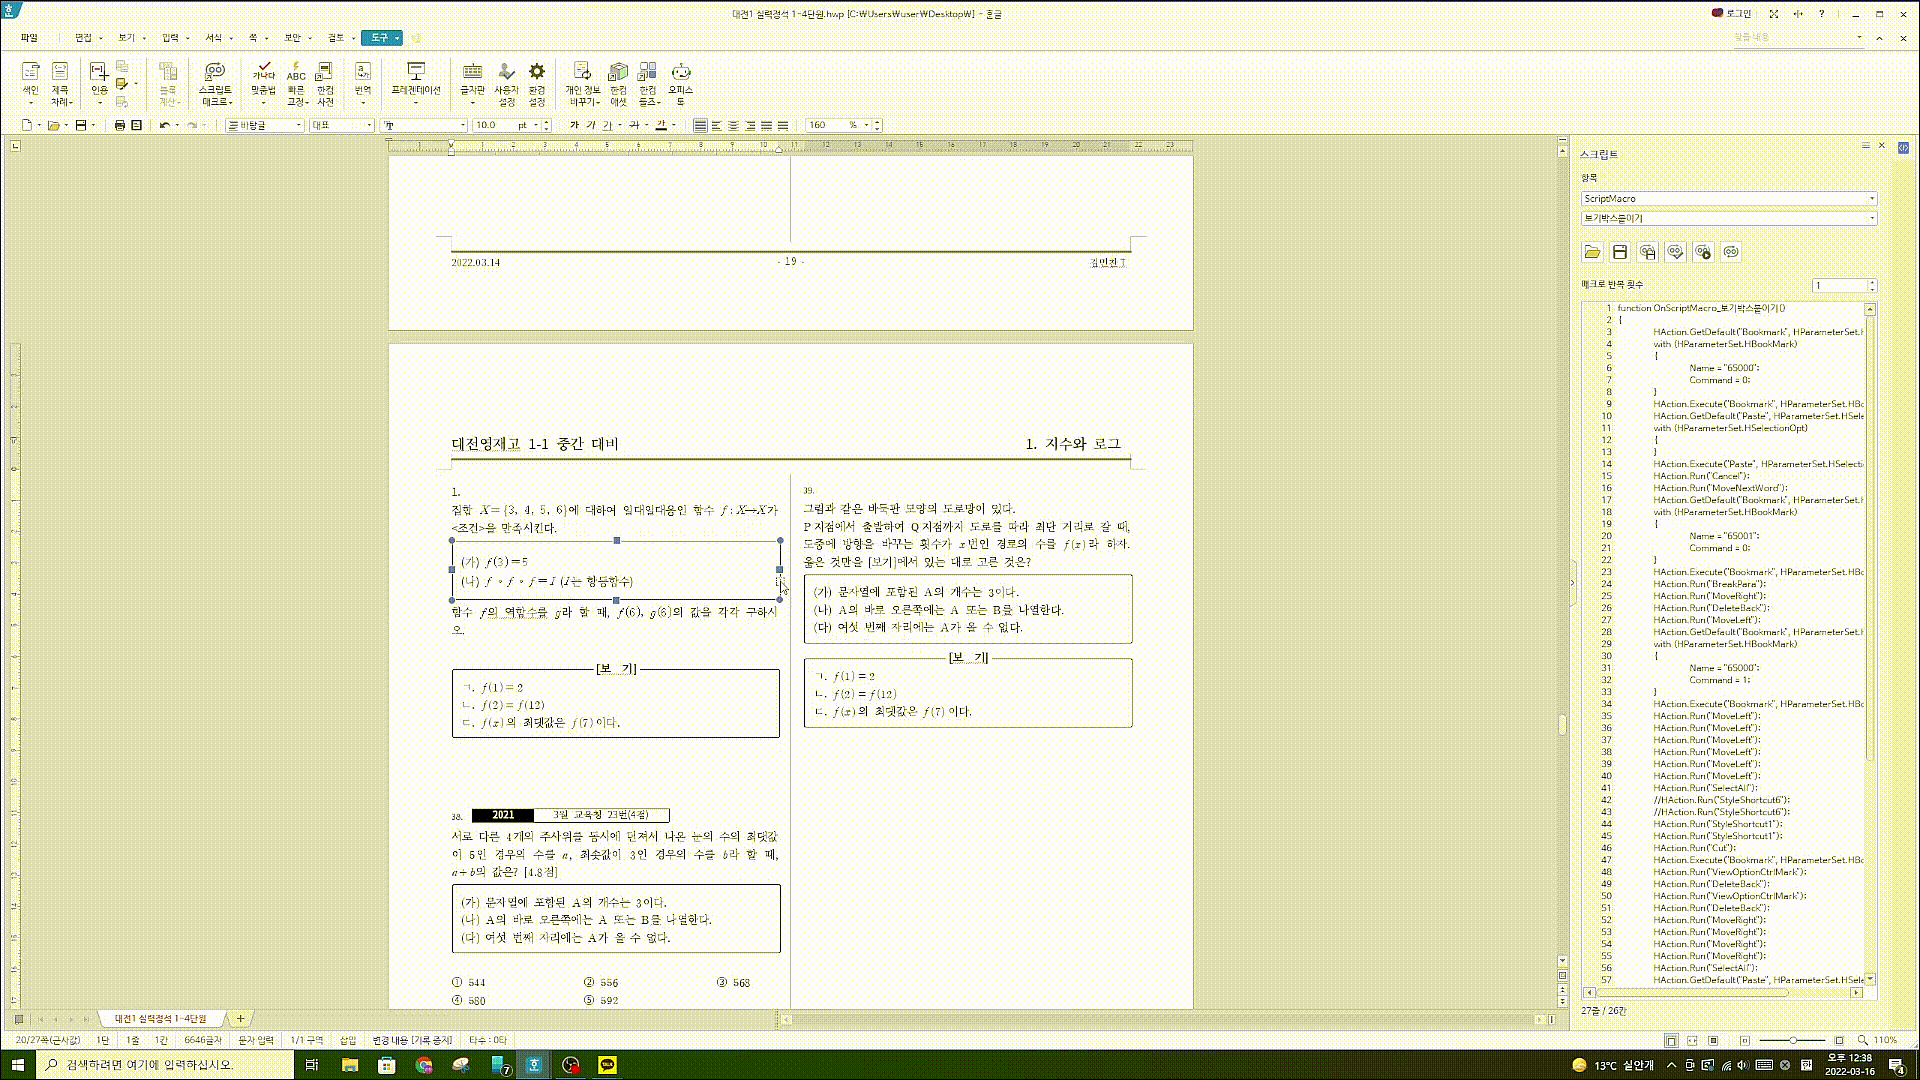 대전1 실력정석 1-4단원.hwp [C:₩Users₩user₩Desktop₩] - 한글
로그인
파일 편집 보기 입력 서식 쪽 보안 검토 도구
찾을 내용
색인
제목 차례
인용
블록 계산
스크립트 매크로
맞춤법
빠른 교정
한컴 사전
번역
프레젠테이션
글자판
사용자 설정
환경 설정
개인 정보 바꾸기
한컴 애셋
한컴 툴즈
오피스 톡
바탕글 대표 10.0 pt 160 %
2022.03.14 - 19 - 김민찬T
대전영재고 1-1 중간 대비 1. 지수와 로그
1.
집합 X={3, 4, 5, 6}에 대하여 일대일대응인 함수 f : X→X가
<조건>을 만족시킨다.
(가) f(3)=5
(나) f∘f∘f=I (I는 항등함수)
함수 f의 역함수를 g라 할 때, f(6), g(6)의 값을 각각 구하시
오.
[보 기]
ㄱ. f(1)=2
ㄴ. f(2)=f(12)
ㄷ. f(x)의 최댓값은 f(7)이다.
38. 2021 3월 교육청 23번(4점)
서로 다른 4개의 주사위를 동시에 던져서 나온 눈의 수의 최댓값
이 5인 경우의 수를 a, 최솟값이 3인 경우의 수를 b라 할 때,
a+b의 값은? [4.8점]
(가) 문자열에 포함된 A의 개수는 3이다.
(나) A의 바로 오른쪽에는 A 또는 B를 나열한다.
(다) 여섯 번째 자리에는 A가 올 수 없다.
① 544 ② 556 ③ 568
④ 580 ⑤ 592
39.
그림과 같은 바둑판 모양의 도로망이 있다.
P지점에서 출발하여 Q지점까지 도로를 따라 최단 거리로 갈 때,
도중에 방향을 바꾸는 횟수가 x번인 경로의 수를 f(x)라 하자.
옳은 것만을 [보기]에서 있는 대로 고른 것은?
(가) 문자열에 포함된 A의 개수는 3이다.
(나) A의 바로 오른쪽에는 A 또는 B를 나열한다.
(다) 여섯 번째 자리에는 A가 올 수 없다.
[보 기]
ㄱ. f(1)=2
ㄴ. f(2)=f(12)
ㄷ. f(x)의 최댓값은 f(7)이다.
스크립트
항목
ScriptMacro
보기박스붙이기
매크로 반복 횟수 1
1 function OnScriptMacro_보기박스붙이기()
2 {
3 HAction.GetDefault("Bookmark", HParameterSet.H
4 with (HParameterSet.HBookMark)
5 {
6 Name = "65000";
7 Command = 0;
8 }
9 HAction.Execute("Bookmark", HParameterSet.HBo
10 HAction.GetDefault("Paste", HParameterSet.HSele
11 with (HParameterSet.HSelectionOpt)
12 {
13 }
14 HAction.Execute("Paste", HParameterSet.HSelecti
15 HAction.Run("Cancel");
16 HAction.Run("MoveNextWord");
17 HAction.GetDefault("Bookmark", HParameterSet.H
18 with (HParameterSet.HBookMark)
19 {
20 Name = "65001";
21 Command = 0;
22 }
23 HAction.Execute("Bookmark", HParameterSet.HBo
24 HAction.Run("BreakPara");
25 HAction.Run("MoveRight");
26 HAction.Run("DeleteBack");
27 HAction.Run("MoveLeft");
28 HAction.GetDefault("Bookmark", HParameterSet.H
29 with (HParameterSet.HBookMark)
30 {
31 Name = "65000";
32 Command = 1;
33 }
34 HAction.Execute("Bookmark", HParameterSet.HBo
35 HAction.Run("MoveLeft");
36 HAction.Run("MoveLeft");
37 HAction.Run("MoveLeft");
38 HAction.Run("MoveLeft");
39 HAction.Run("MoveLeft");
40 HAction.Run("MoveLeft");
41 HAction.Run("SelectAll");
42 //HAction.Run("StyleShortcut6");
43 //HAction.Run("StyleShortcut6");
44 HAction.Run("StyleShortcut1");
45 HAction.Run("StyleShortcut1");
46 HAction.Run("Cut");
47 HAction.Execute("Bookmark", HParameterSet.HBo
48 HAction.Run("ViewOptionCtrlMark");
49 HAction.Run("DeleteBack");
50 HAction.Run("ViewOptionCtrlMark");
51 HAction.Run("DeleteBack");
52 HAction.Run("MoveRight");
53 HAction.Run("MoveRight");
54 HAction.Run("MoveRight");
55 HAction.Run("MoveRight");
56 HAction.Run("SelectAll");
57 HAction.GetDefault("Paste", HParameterSet.HSele
27줄 / 26칸
대전1 실력정석 1-4단원
20/27쪽(근사값) 1단 1줄 1칸 6646글자 문자 입력 1/1 구역 삽입 변경 내용 [기록 중지] 타수 : 0타 110%
검색하려면 여기에 입력하십시오.
13°C 실안개
오후 12:38
2022-03-16